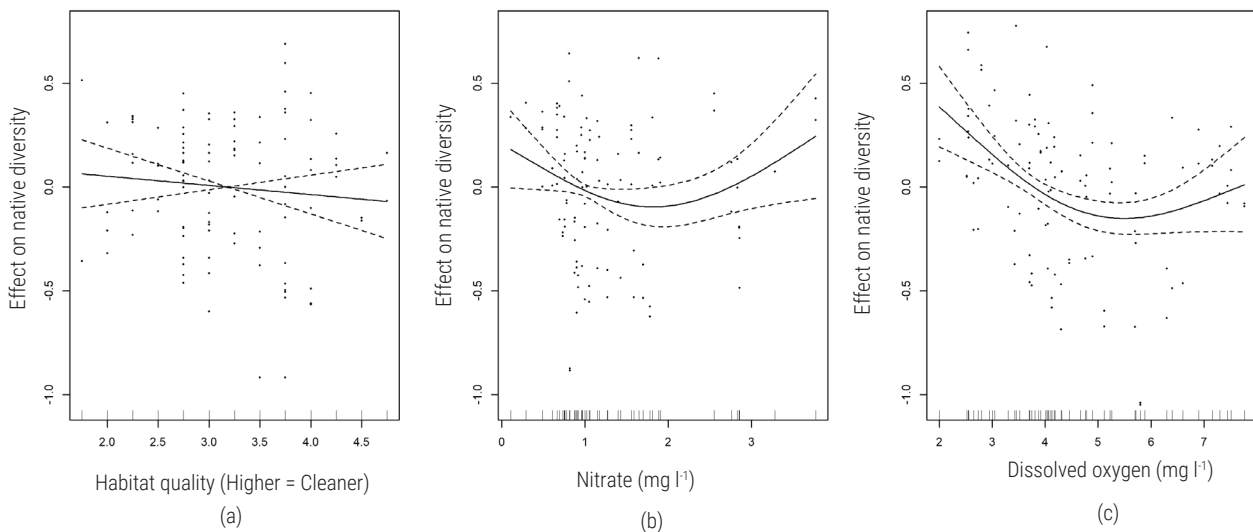 Effect on native diversity
0.5
0.0
-0.5
-1.0
2.0 2.5 3.0 3.5 4.0 4.5
Habitat quality (Higher = Cleaner)
(a)
Effect on native diversity
0.5
0.0
-0.5
-1.0
0 1 2 3
Nitrate (mg l-1)
(b)
Effect on native diversity
0.5
0.0
-0.5
-1.0
2 3 4 5 6 7
Dissolved oxygen (mg l-1)
(c)